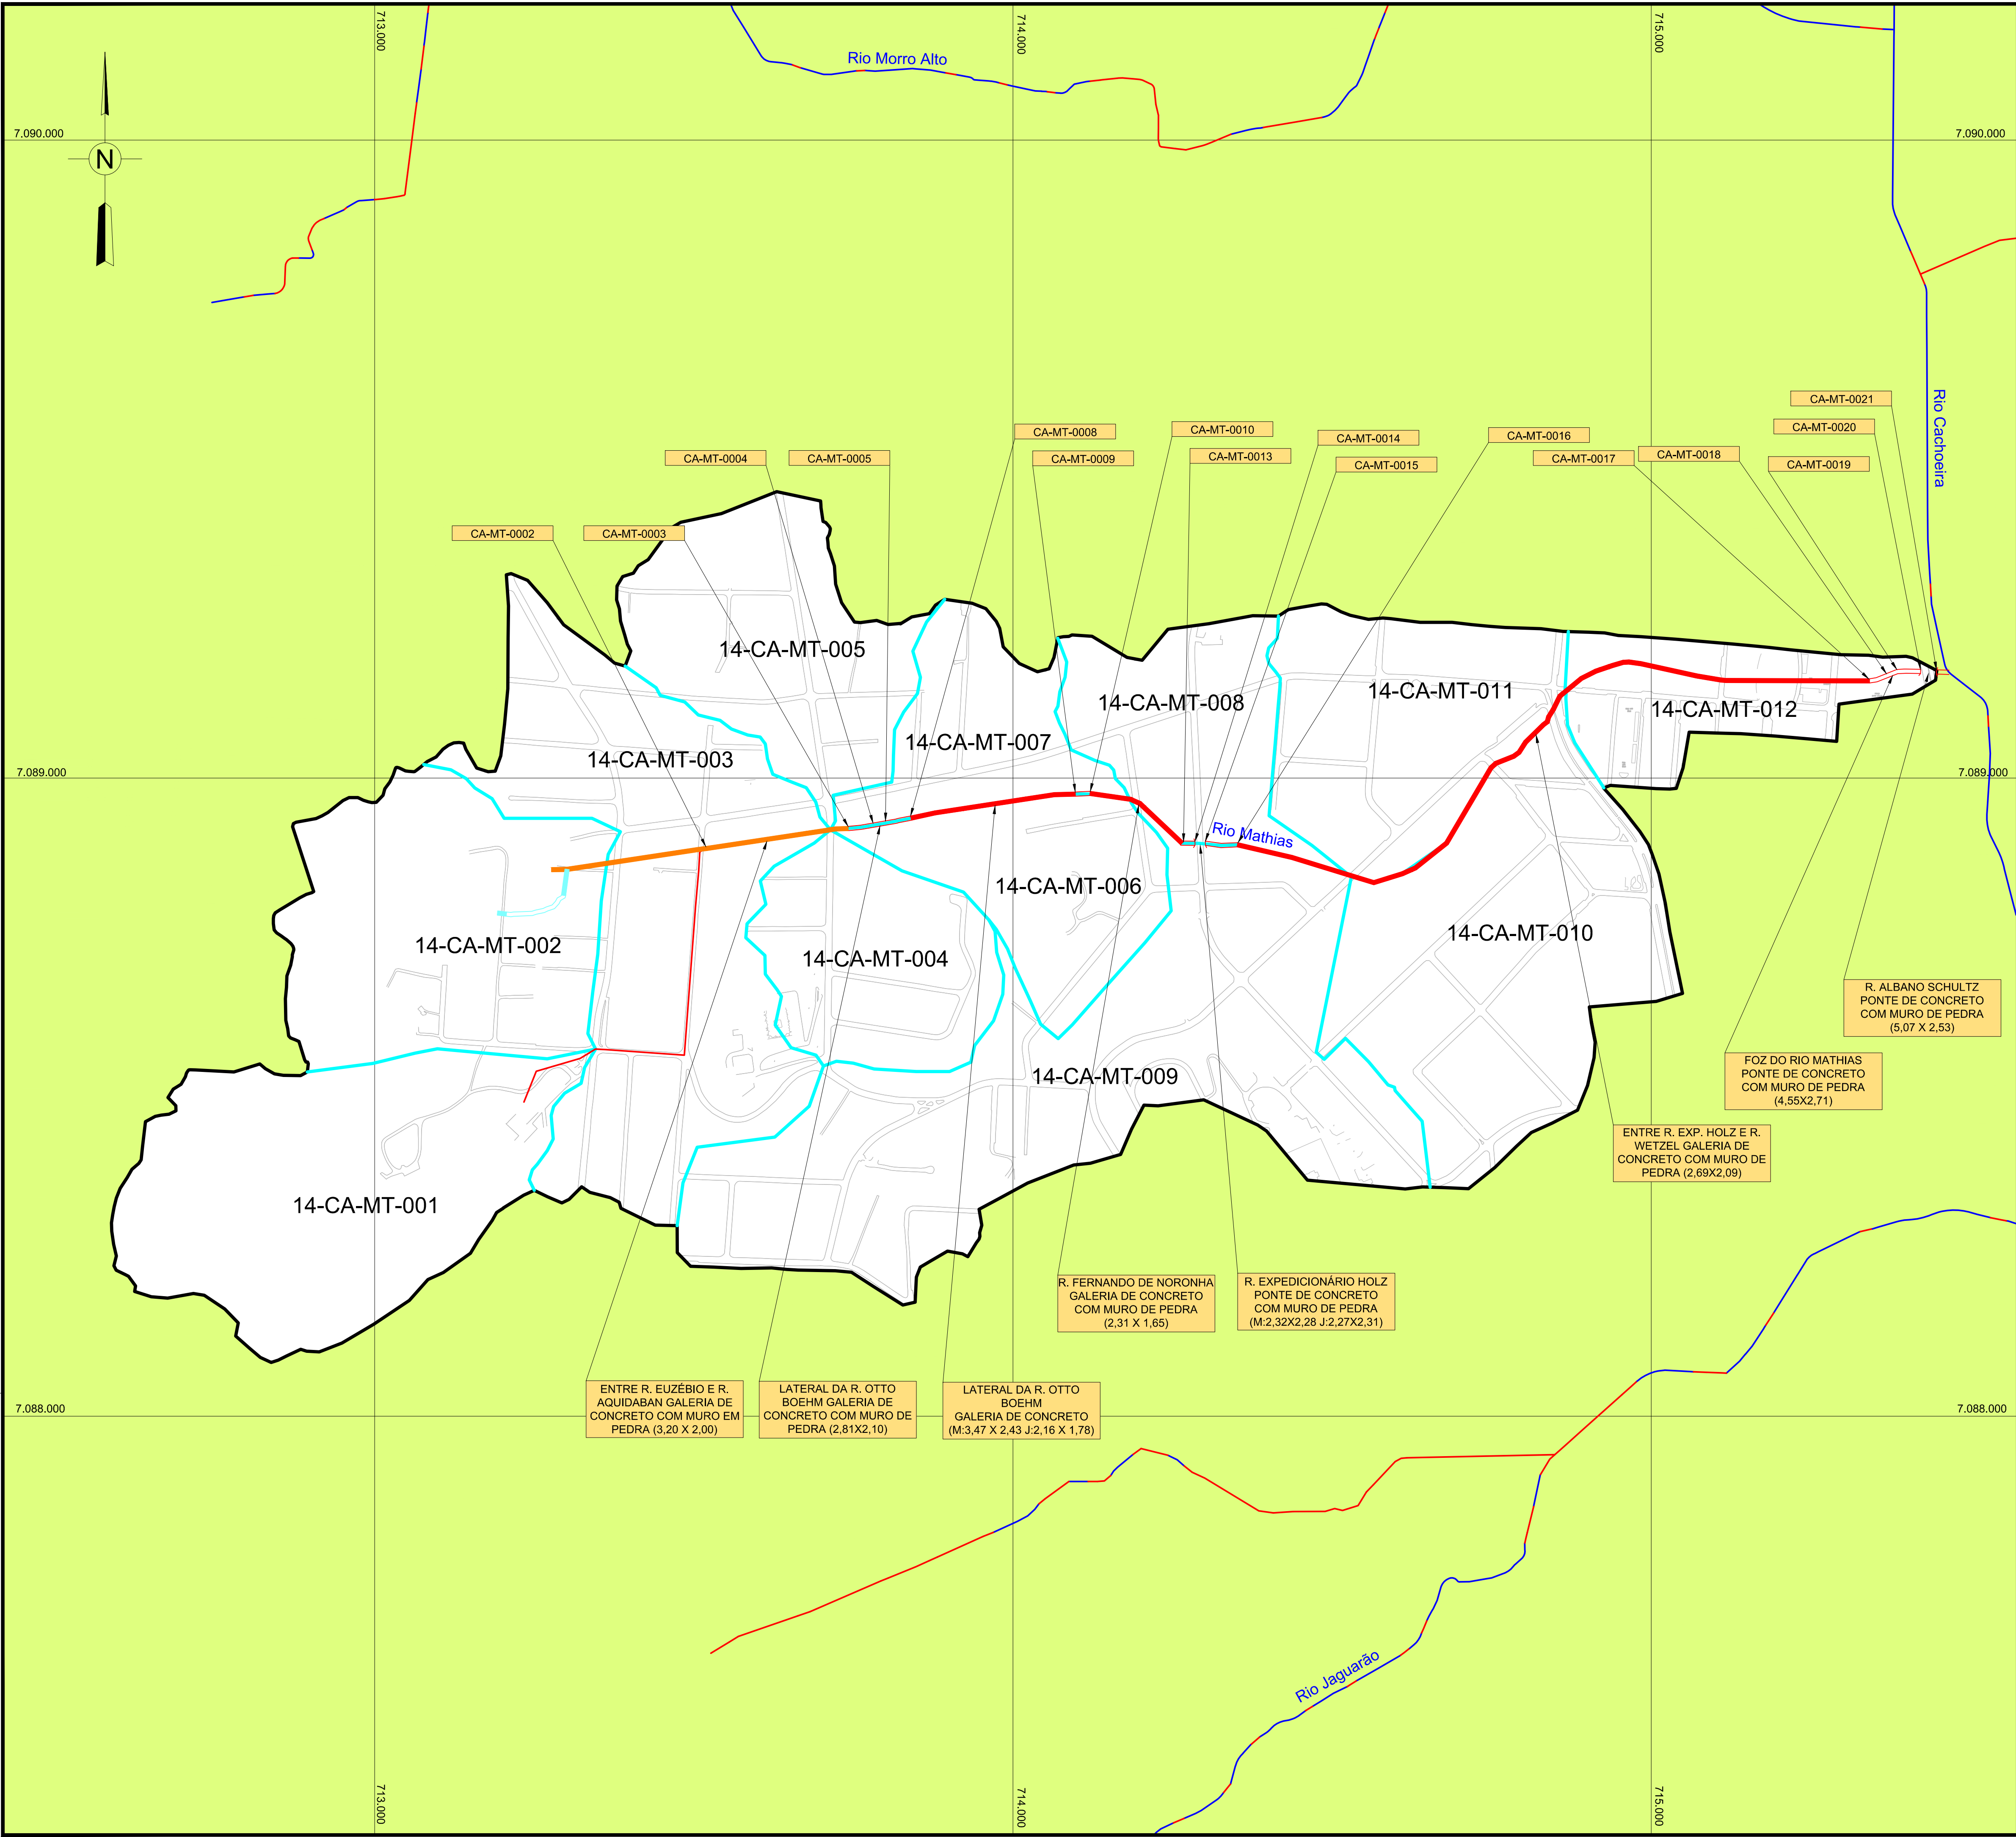 713.000
714.000
715.000
Rio Morro Alto
7.090.000
7.090.000
N
Rio Cachoeira
CA-MT-0021
CA-MT-0020
CA-MT-0019
CA-MT-0018
CA-MT-0017
CA-MT-0016
CA-MT-0014
CA-MT-0015
CA-MT-0010
CA-MT-0013
CA-MT-0008
CA-MT-0009
CA-MT-0004
CA-MT-0005
CA-MT-0002
CA-MT-0003
14-CA-MT-005
14-CA-MT-008
14-CA-MT-011
14-CA-MT-012
14-CA-MT-007
14-CA-MT-003
7.089.000
7.089.000
Rio Mathias
14-CA-MT-006
14-CA-MT-002
14-CA-MT-004
14-CA-MT-010
14-CA-MT-009
14-CA-MT-001
R. ALBANO SCHULTZ
PONTE DE CONCRETO
COM MURO DE PEDRA
(5,07 X 2,53)
FOZ DO RIO MATHIAS
PONTE DE CONCRETO
COM MURO DE PEDRA
(4,55X2,71)
ENTRE R. EXP. HOLZ E R.
WETZEL GALERIA DE
CONCRETO COM MURO DE
PEDRA (2,69X2,09)
R. FERNANDO DE NORONHA
GALERIA DE CONCRETO
COM MURO DE PEDRA
(2,31 X 1,65)
R. EXPEDICIONÁRIO HOLZ
PONTE DE CONCRETO
COM MURO DE PEDRA
(M:2,32X2,28 J:2,27X2,31)
ENTRE R. EUZÉBIO E R.
AQUIDABAN GALERIA DE
CONCRETO COM MURO EM
PEDRA (3,20 X 2,00)
LATERAL DA R. OTTO
BOEHM GALERIA DE
CONCRETO COM MURO DE
PEDRA (2,81X2,10)
LATERAL DA R. OTTO
BOEHM
GALERIA DE CONCRETO
(M:3,47 X 2,43 J:2,16 X 1,78)
7.088.000
7.088.000
Rio Jaguarão
713.000
714.000
715.000